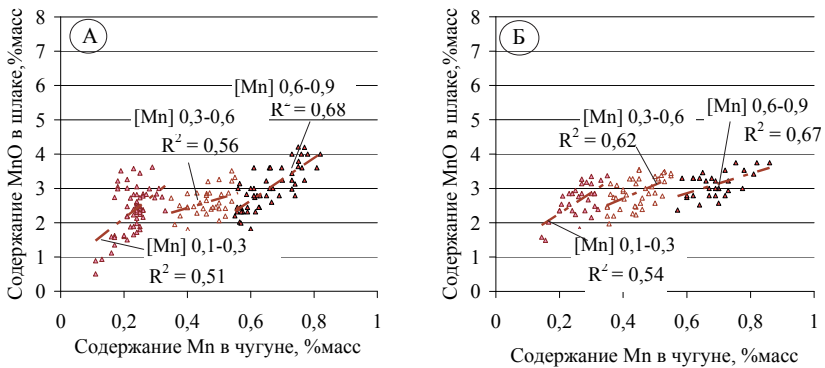 А
Содержание MnO в шлаке,%масс
8
7
6
5
4
3
2
1
0
[Mn] 0,6-0,9
R² = 0,68
[Mn] 0,3-0,6
R² = 0,56
[Mn] 0,1-0,3
R² = 0,51
0 0,2 0,4 0,6 0,8 1
Содержание Mn в чугуне, %масс
Б
Содержание MnO в шлаке,%масс
8
7
6
5
4
3
2
1
0
[Mn] 0,3-0,6
R² = 0,62
[Mn] 0,6-0,9
R² = 0,67
[Mn] 0,1-0,3
R² = 0,54
0 0,2 0,4 0,6 0,8 1
Содержание Mn в чугуне, %масс